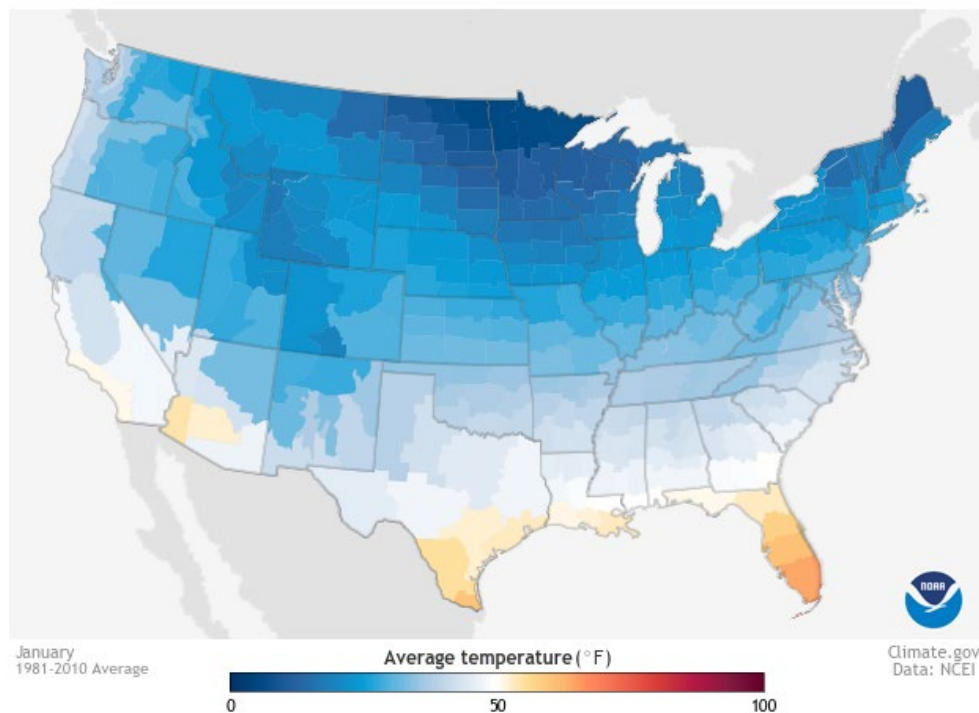 NOAA
January
1981-2010 Average
Average temperature (°F)
0
50
100
Climate.gov
Data: NCEI